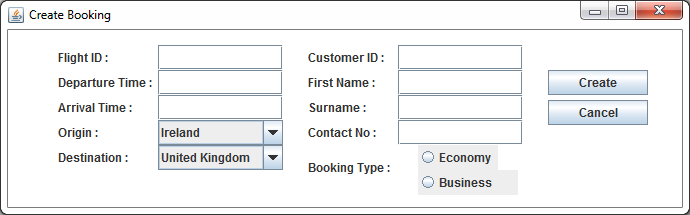 Create Booking
Flight ID : Customer ID :
Departure Time : First Name : Create
Arrival Time : Surname : Cancel
Origin : Ireland Contact No :
Destination : United Kingdom
Booking Type : Economy
Business